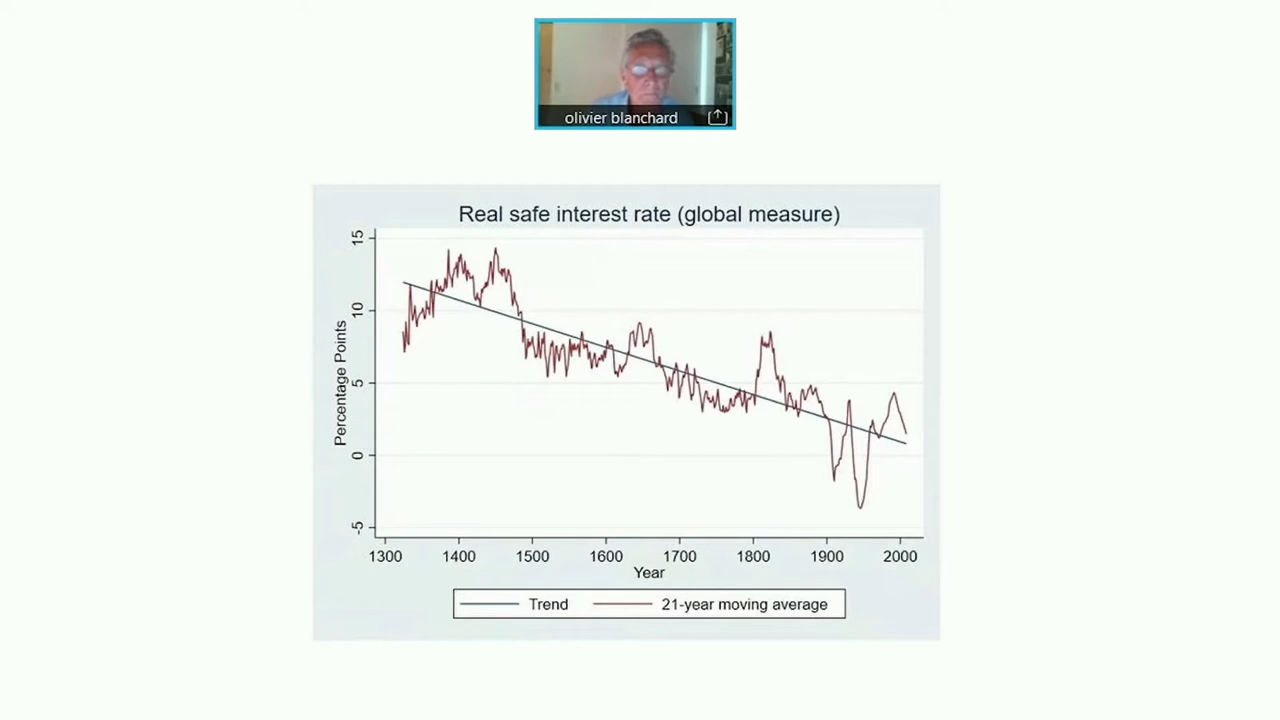 olivier blanchard
Real safe interest rate (global measure)
Percentage Points
15
10
5
0
-5
1300 1400 1500 1600 1700 1800 1900 2000
Year
Trend 21-year moving average